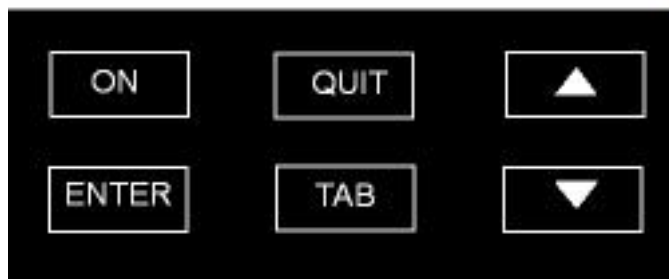 ON QUIT ▲
ENTER TAB ▼